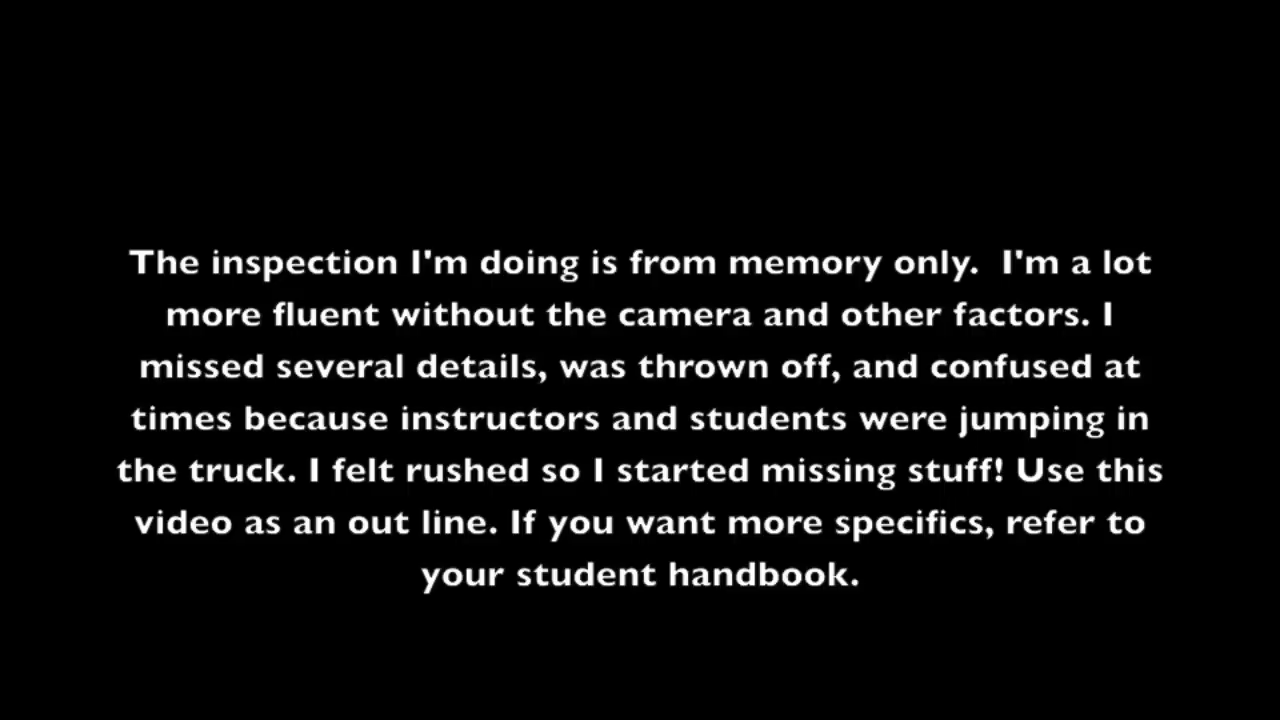 The inspection I'm doing is from memory only.  I'm a lot
more fluent without the camera and other factors. I
missed several details, was thrown off, and confused at
times because instructors and students were jumping in
the truck. I felt rushed so I started missing stuff! Use this
video as an out line. If you want more specifics, refer to
your student handbook.